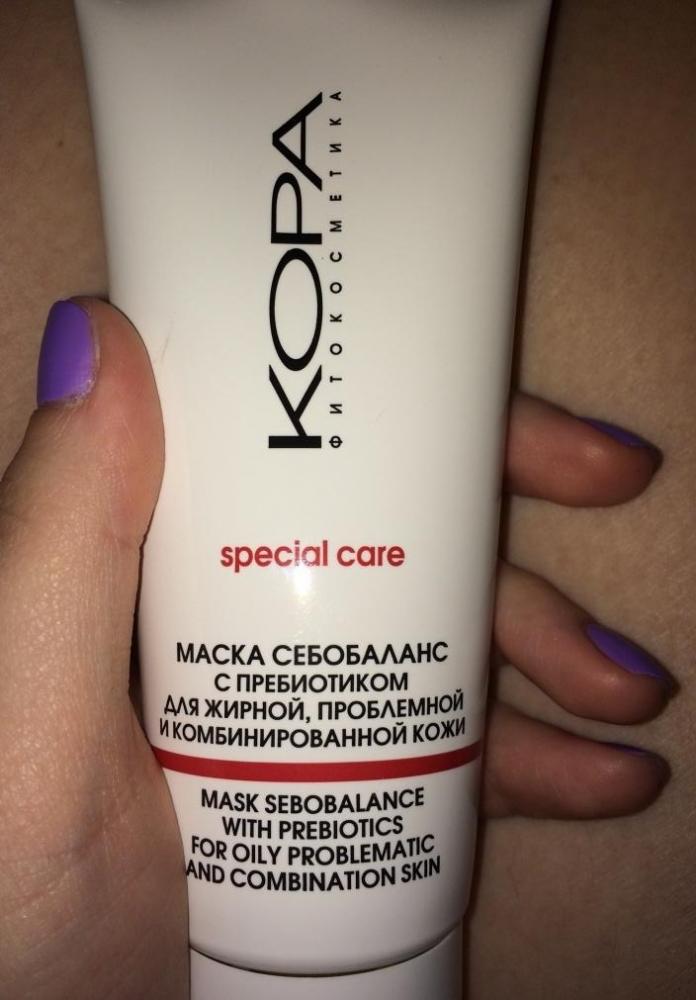 КОРА
ФИТОКОСМЕТИКА
special care
МАСКА СЕБОБАЛАНС
С ПРЕБИОТИКОМ
ДЛЯ ЖИРНОЙ, ПРОБЛЕМНОЙ
И КОМБИНИРОВАННОЙ КОЖИ
MASK SEBOBALANCE
WITH PREBIOTICS
FOR OILY PROBLEMATIC
AND COMBINATION SKIN